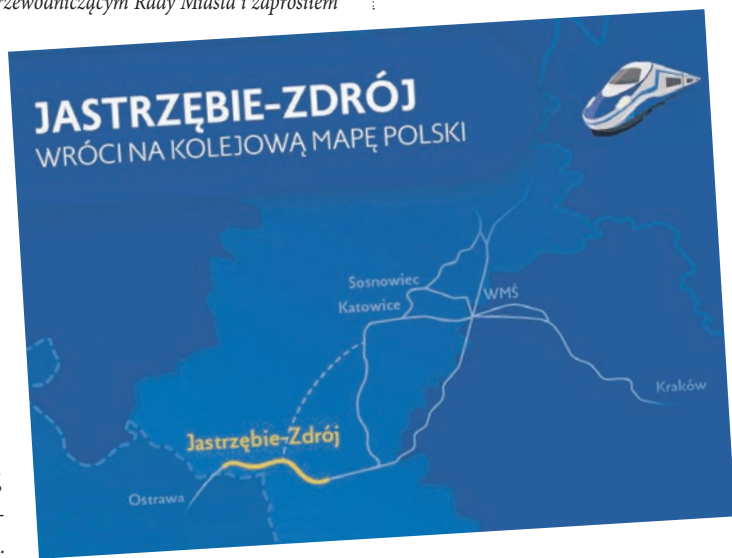 rzewodniczącym Rady Miasta i zaprosiłem
JASTRZĘBIE-ZDRÓJ
WRÓCI NA KOLEJOWĄ MAPĘ POLSKI
Sosnowiec
Katowice
WMŚ
Kraków
Jastrzębie-Zdrój
Ostrawa